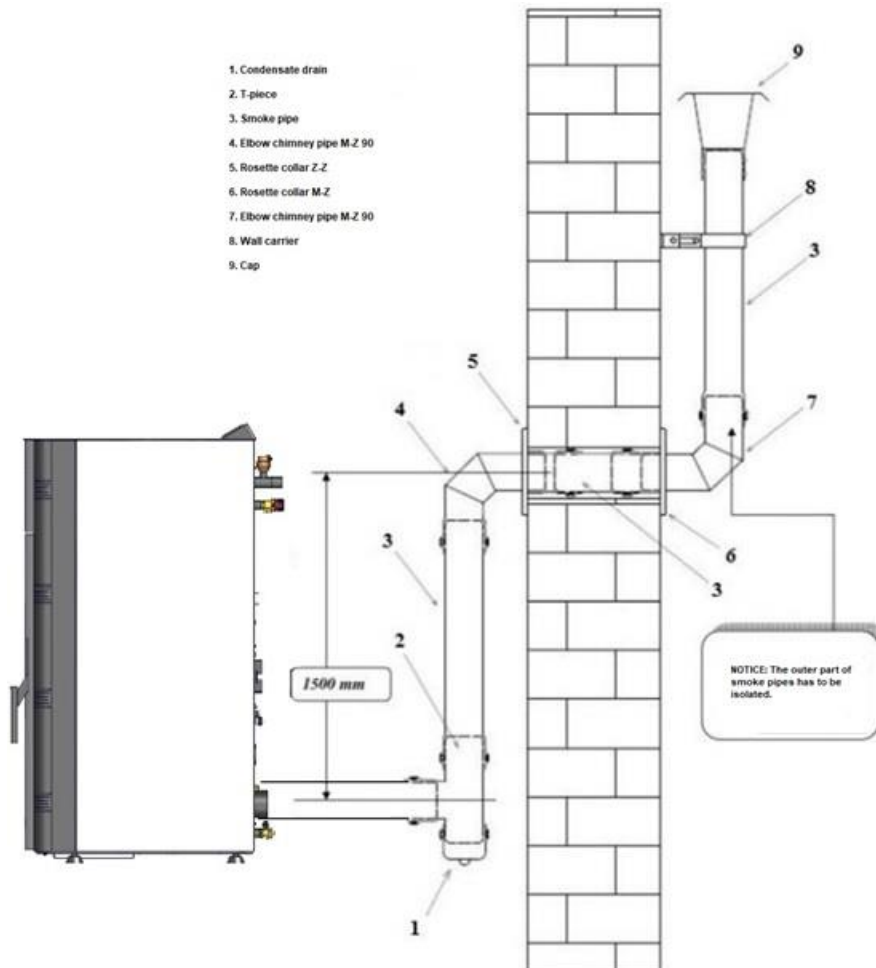 1. Condensate drain
2. T-piece
3. Smoke pipe
4. Elbow chimney pipe M-Z 90
5. Rosette collar Z-Z
6. Rosette collar M-Z
7. Elbow chimney pipe M-Z 90
8. Wall carrier
9. Cap
9
8
3
5
4
7
3
6
3
2
1500 mm
NOTICE: The outer part of
smoke pipes has to be
isolated.
1